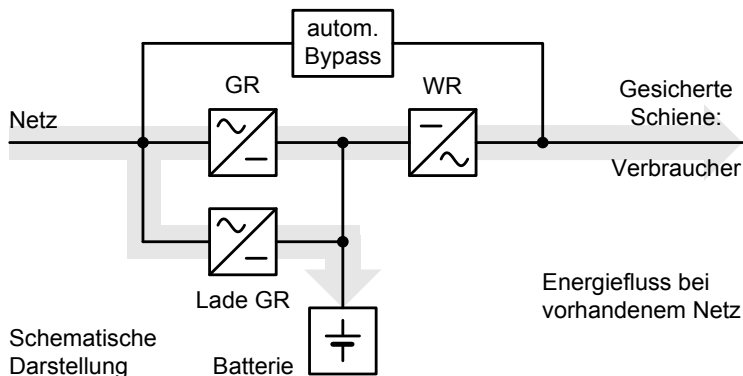 autom.
Bypass
GR
WR
Gesicherte
Schiene:
Netz
Verbraucher
Lade GR
Energiefluss bei
vorhandenem Netz
Schematische
Darstellung
Batterie